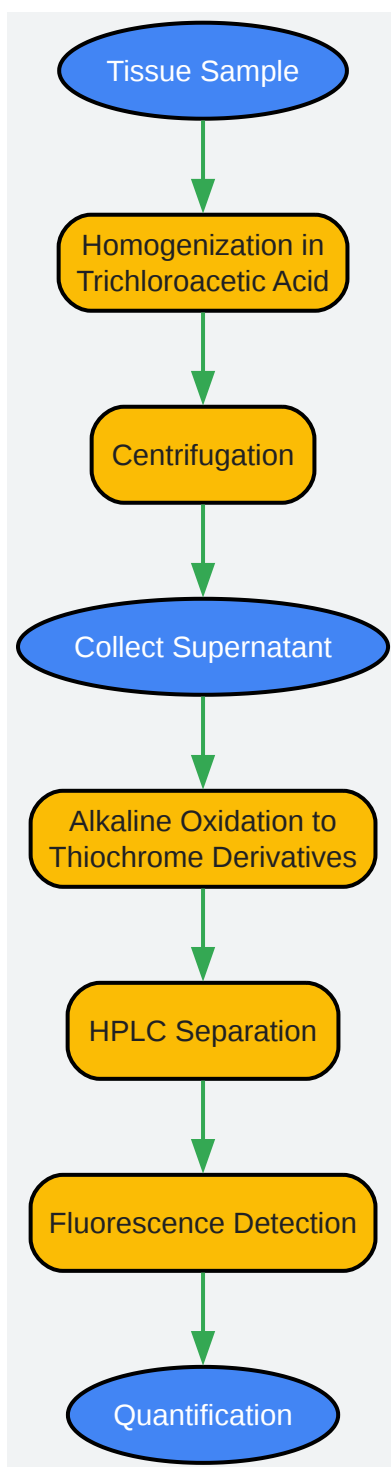 Tissue Sample
Homogenization in
Trichloroacetic Acid
Centrifugation
Collect Supernatant
Alkaline Oxidation to
Thiochrome Derivatives
HPLC Separation
Fluorescence Detection
Quantification